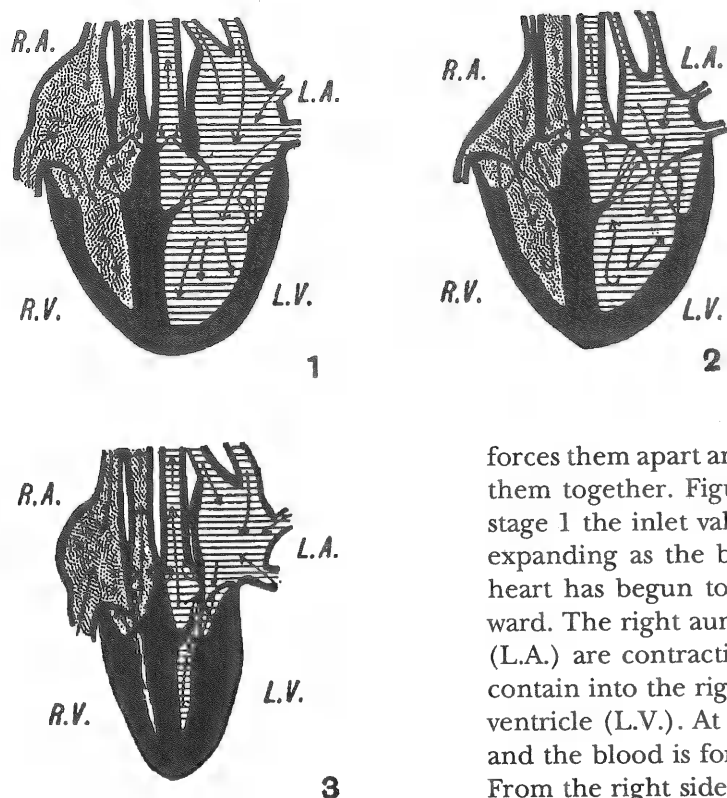 R.A.
L.A.
R.V.
L.V.
1
R.A.
L.A.
R.V.
L.V.
2
R.A.
L.A.
R.V.
L.V.
3
forces them apart an
them together. Figu
stage 1 the inlet val
expanding as the b
heart has begun to
ward. The right aur
(L.A.) are contracti
contain into the rig
ventricle (L.V.). At
and the blood is for
From the right side